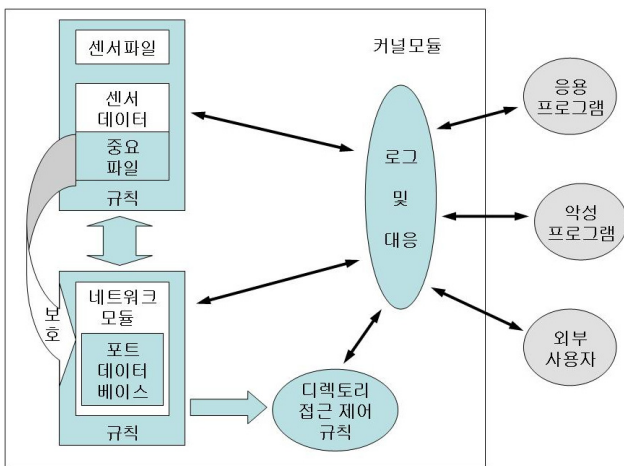 센서파일
센서
데이터
중요
파일
규칙
보
호
네트워크
모듈
포트
데이터
베이스
규칙
커널모듈
로그
및
대응
디렉토리
접근 제어
규칙
응용
프로그램
악성
프로그램
외부
사용자